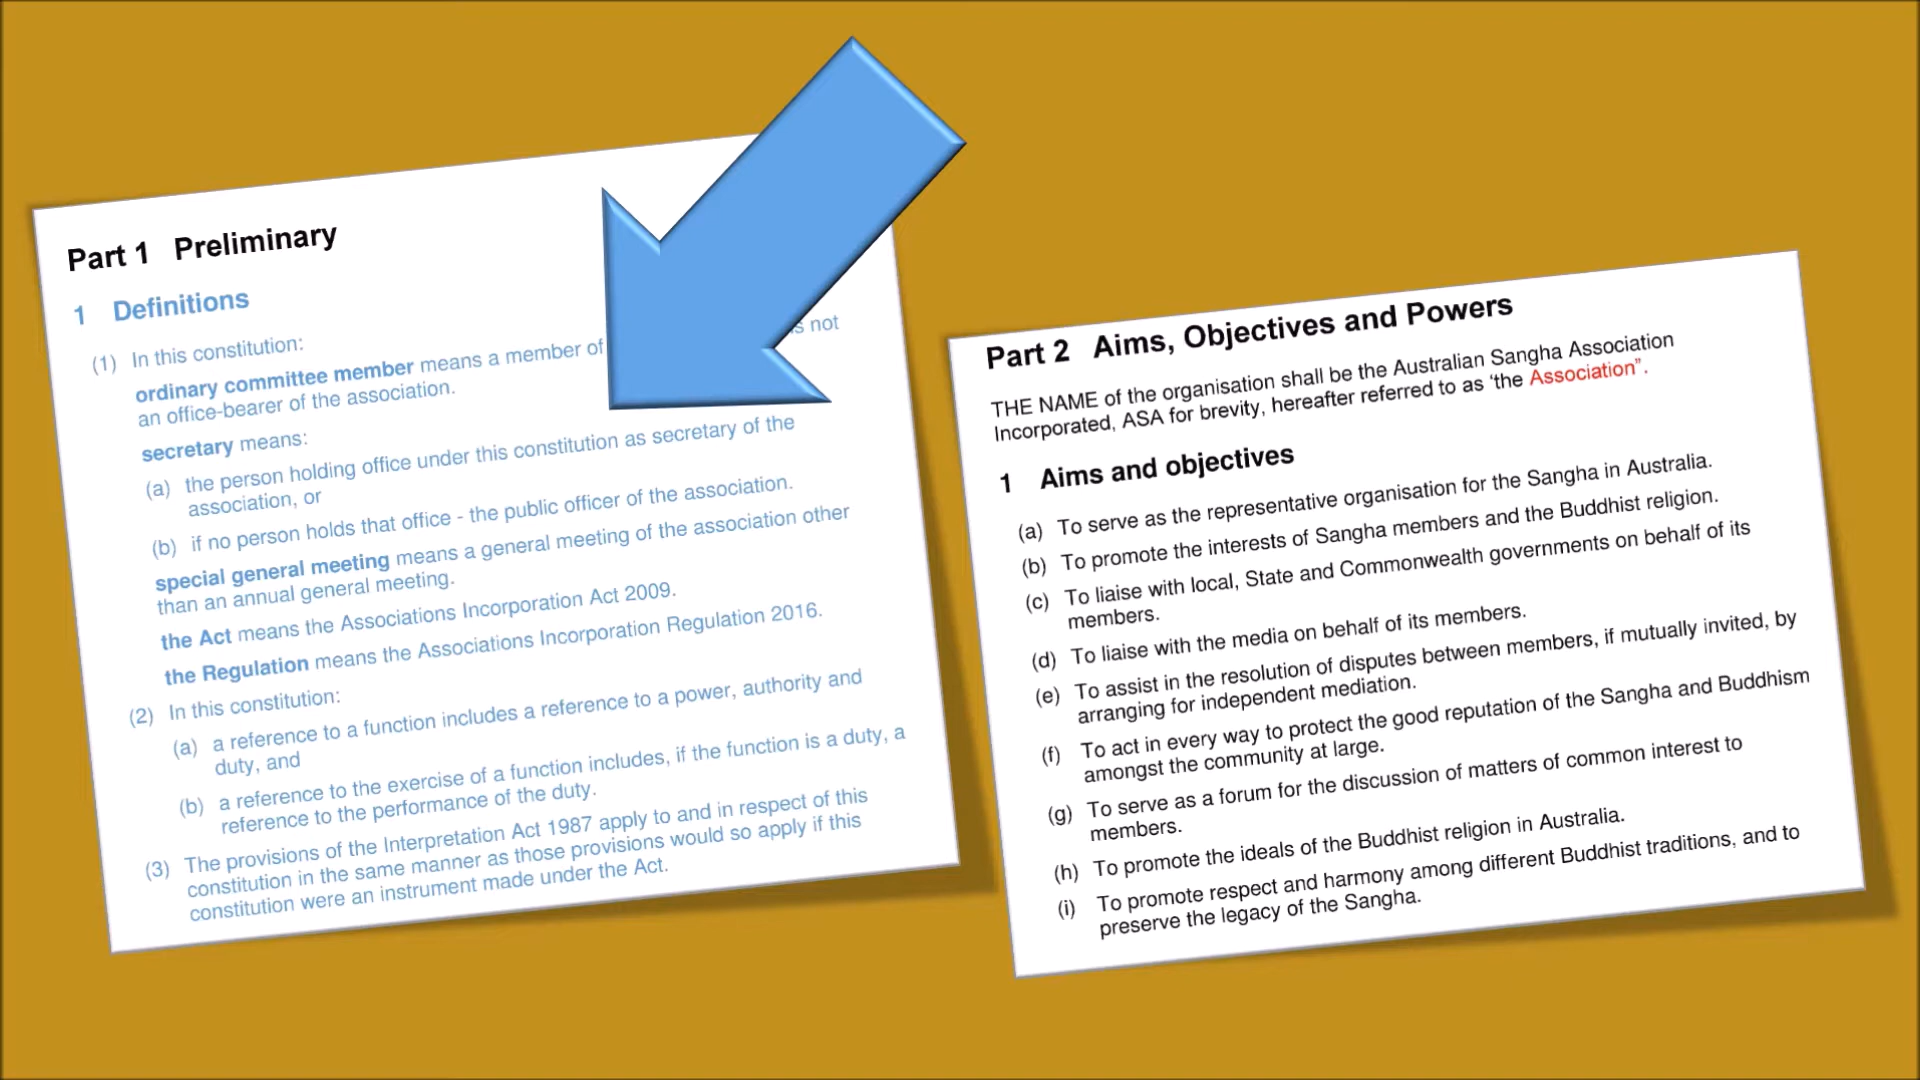 Part 1 Preliminary
1 Definitions
(1) In this constitution:
ordinary committee member means a member of
s not
an office-bearer of the association.
secretary means:
(a) the person holding office under this constitution as secretary of the
association, or
(b) if no person holds that office - the public officer of the association.
special general meeting means a general meeting of the association other
than an annual general meeting.
the Act means the Associations Incorporation Act 2009.
the Regulation means the Associations Incorporation Regulation 2016.
(2) In this constitution:
(a) a reference to a function includes a reference to a power, authority and
duty, and
(b) a reference to the exercise of a function includes, if the function is a duty, a
reference to the performance of the duty.
(3) The provisions of the Interpretation Act 1987 apply to and in respect of this
constitution in the same manner as those provisions would so apply if this
constitution were an instrument made under the Act.
Part 2 Aims, Objectives and Powers
THE NAME of the organisation shall be the Australian Sangha Association
Incorporated, ASA for brevity, hereafter referred to as ‘the Association”.
1 Aims and objectives
(a) To serve as the representative organisation for the Sangha in Australia.
(b) To promote the interests of Sangha members and the Buddhist religion.
(c) To liaise with local, State and Commonwealth governments on behalf of its
members.
(d) To liaise with the media on behalf of its members.
(e) To assist in the resolution of disputes between members, if mutually invited, by
arranging for independent mediation.
(f) To act in every way to protect the good reputation of the Sangha and Buddhism
amongst the community at large.
(g) To serve as a forum for the discussion of matters of common interest to
members.
(h) To promote the ideals of the Buddhist religion in Australia.
(i) To promote respect and harmony among different Buddhist traditions, and to
preserve the legacy of the Sangha.